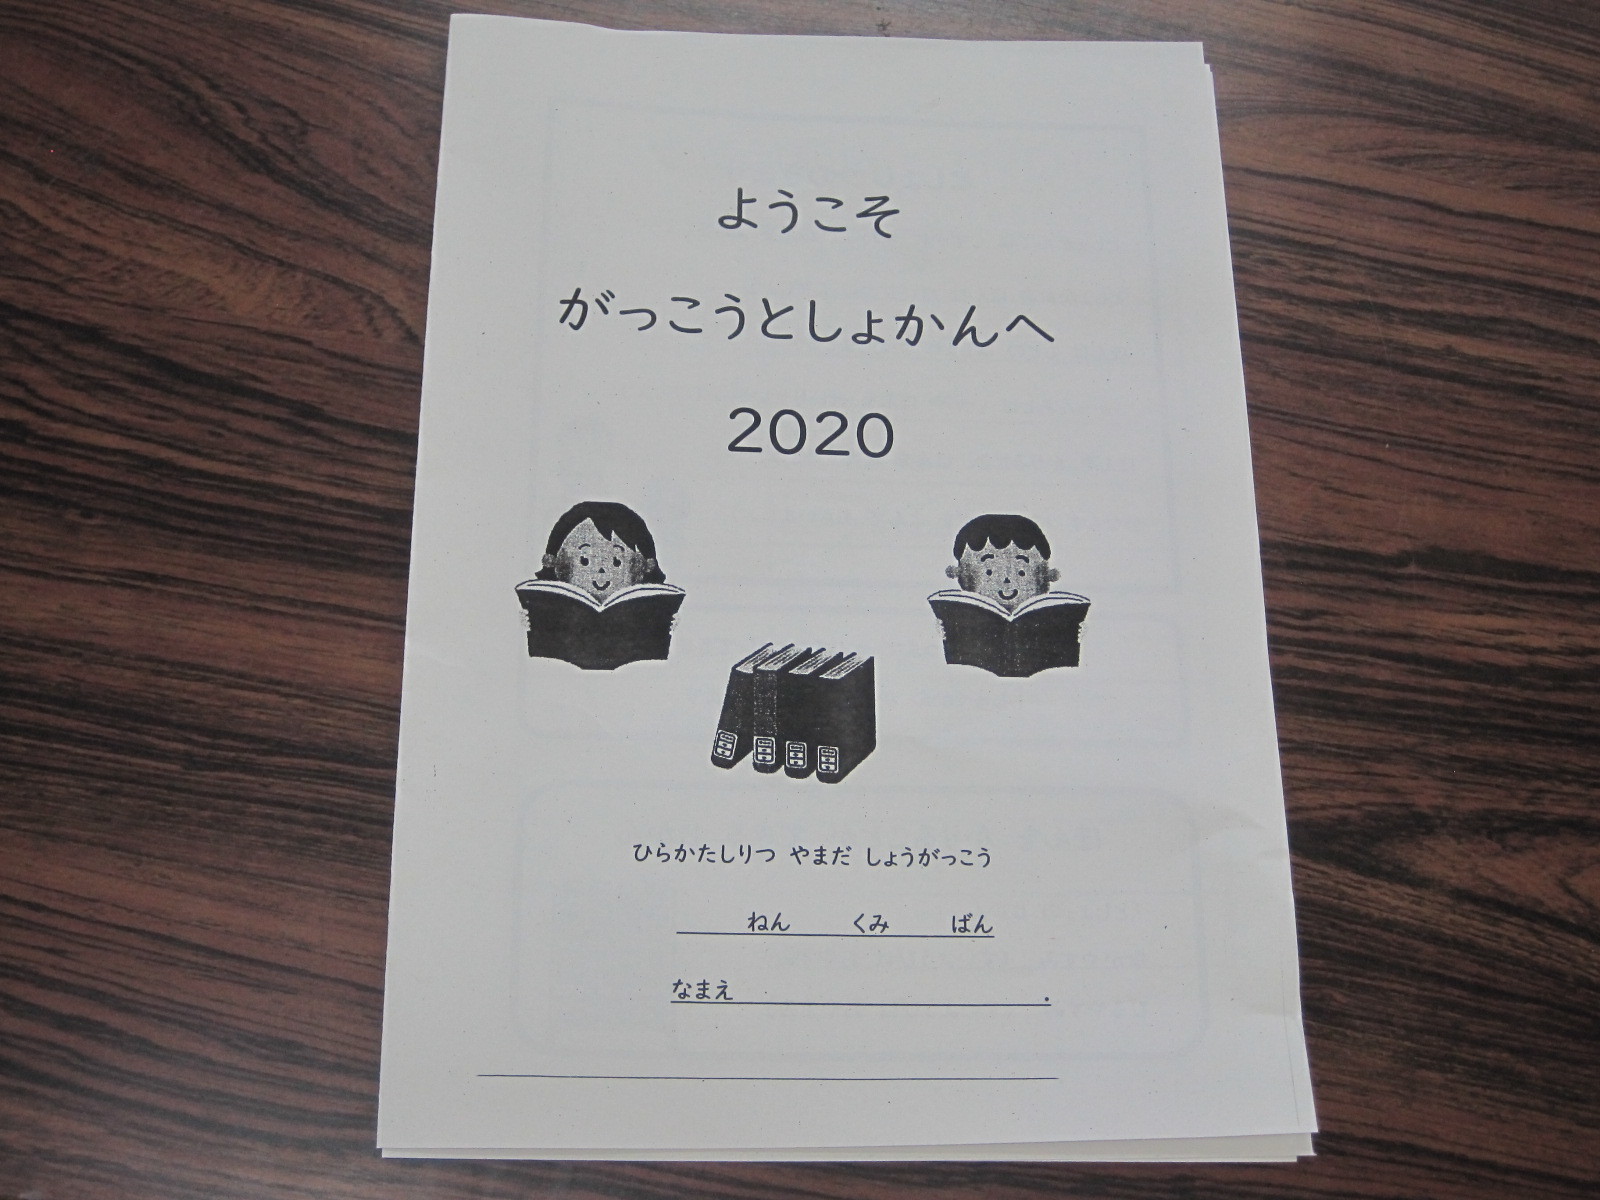 ようこそ
がっこうとしょかんへ
2020
ひらかたしりつ やまだ しょうがっこう
ねん くみ ばん
なまえ .